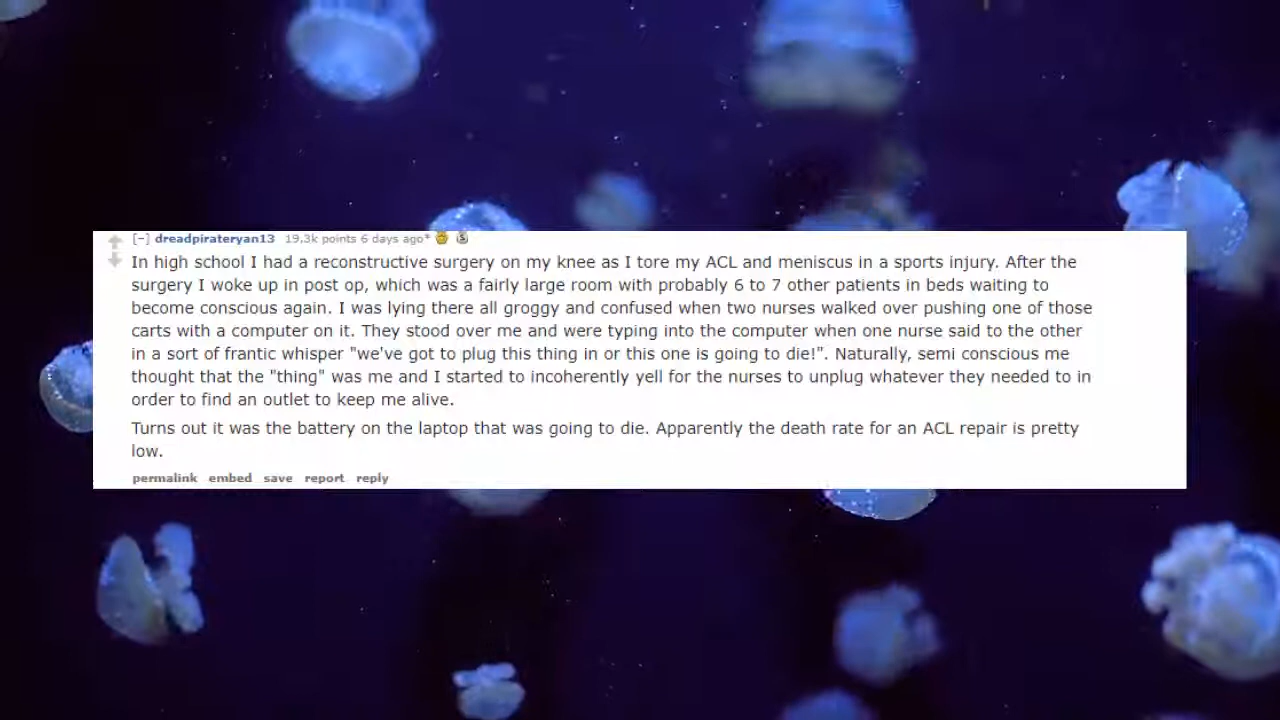 [–] dreadpirateryan13 19.3k points 6 days ago*
In high school I had a reconstructive surgery on my knee as I tore my ACL and meniscus in a sports injury. After the
surgery I woke up in post op, which was a fairly large room with probably 6 to 7 other patients in beds waiting to
become conscious again. I was lying there all groggy and confused when two nurses walked over pushing one of those
carts with a computer on it. They stood over me and were typing into the computer when one nurse said to the other
in a sort of frantic whisper "we've got to plug this thing in or this one is going to die!". Naturally, semi conscious me
thought that the "thing" was me and I started to incoherently yell for the nurses to unplug whatever they needed to in
order to find an outlet to keep me alive.
Turns out it was the battery on the laptop that was going to die. Apparently the death rate for an ACL repair is pretty
low.
permalink embed save report reply